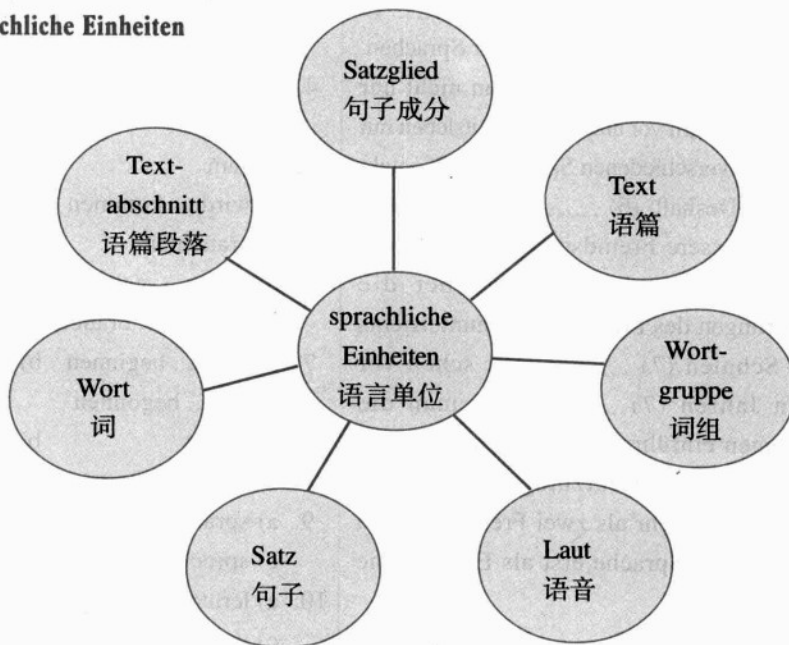 chliche Einheiten
Satzglied
句子成分
Text-
abschnitt
语篇段落
Text
语篇
sprachliche
Einheiten
语言单位
Wort
词
Wort-
gruppe
词组
Satz
句子
Laut
语音